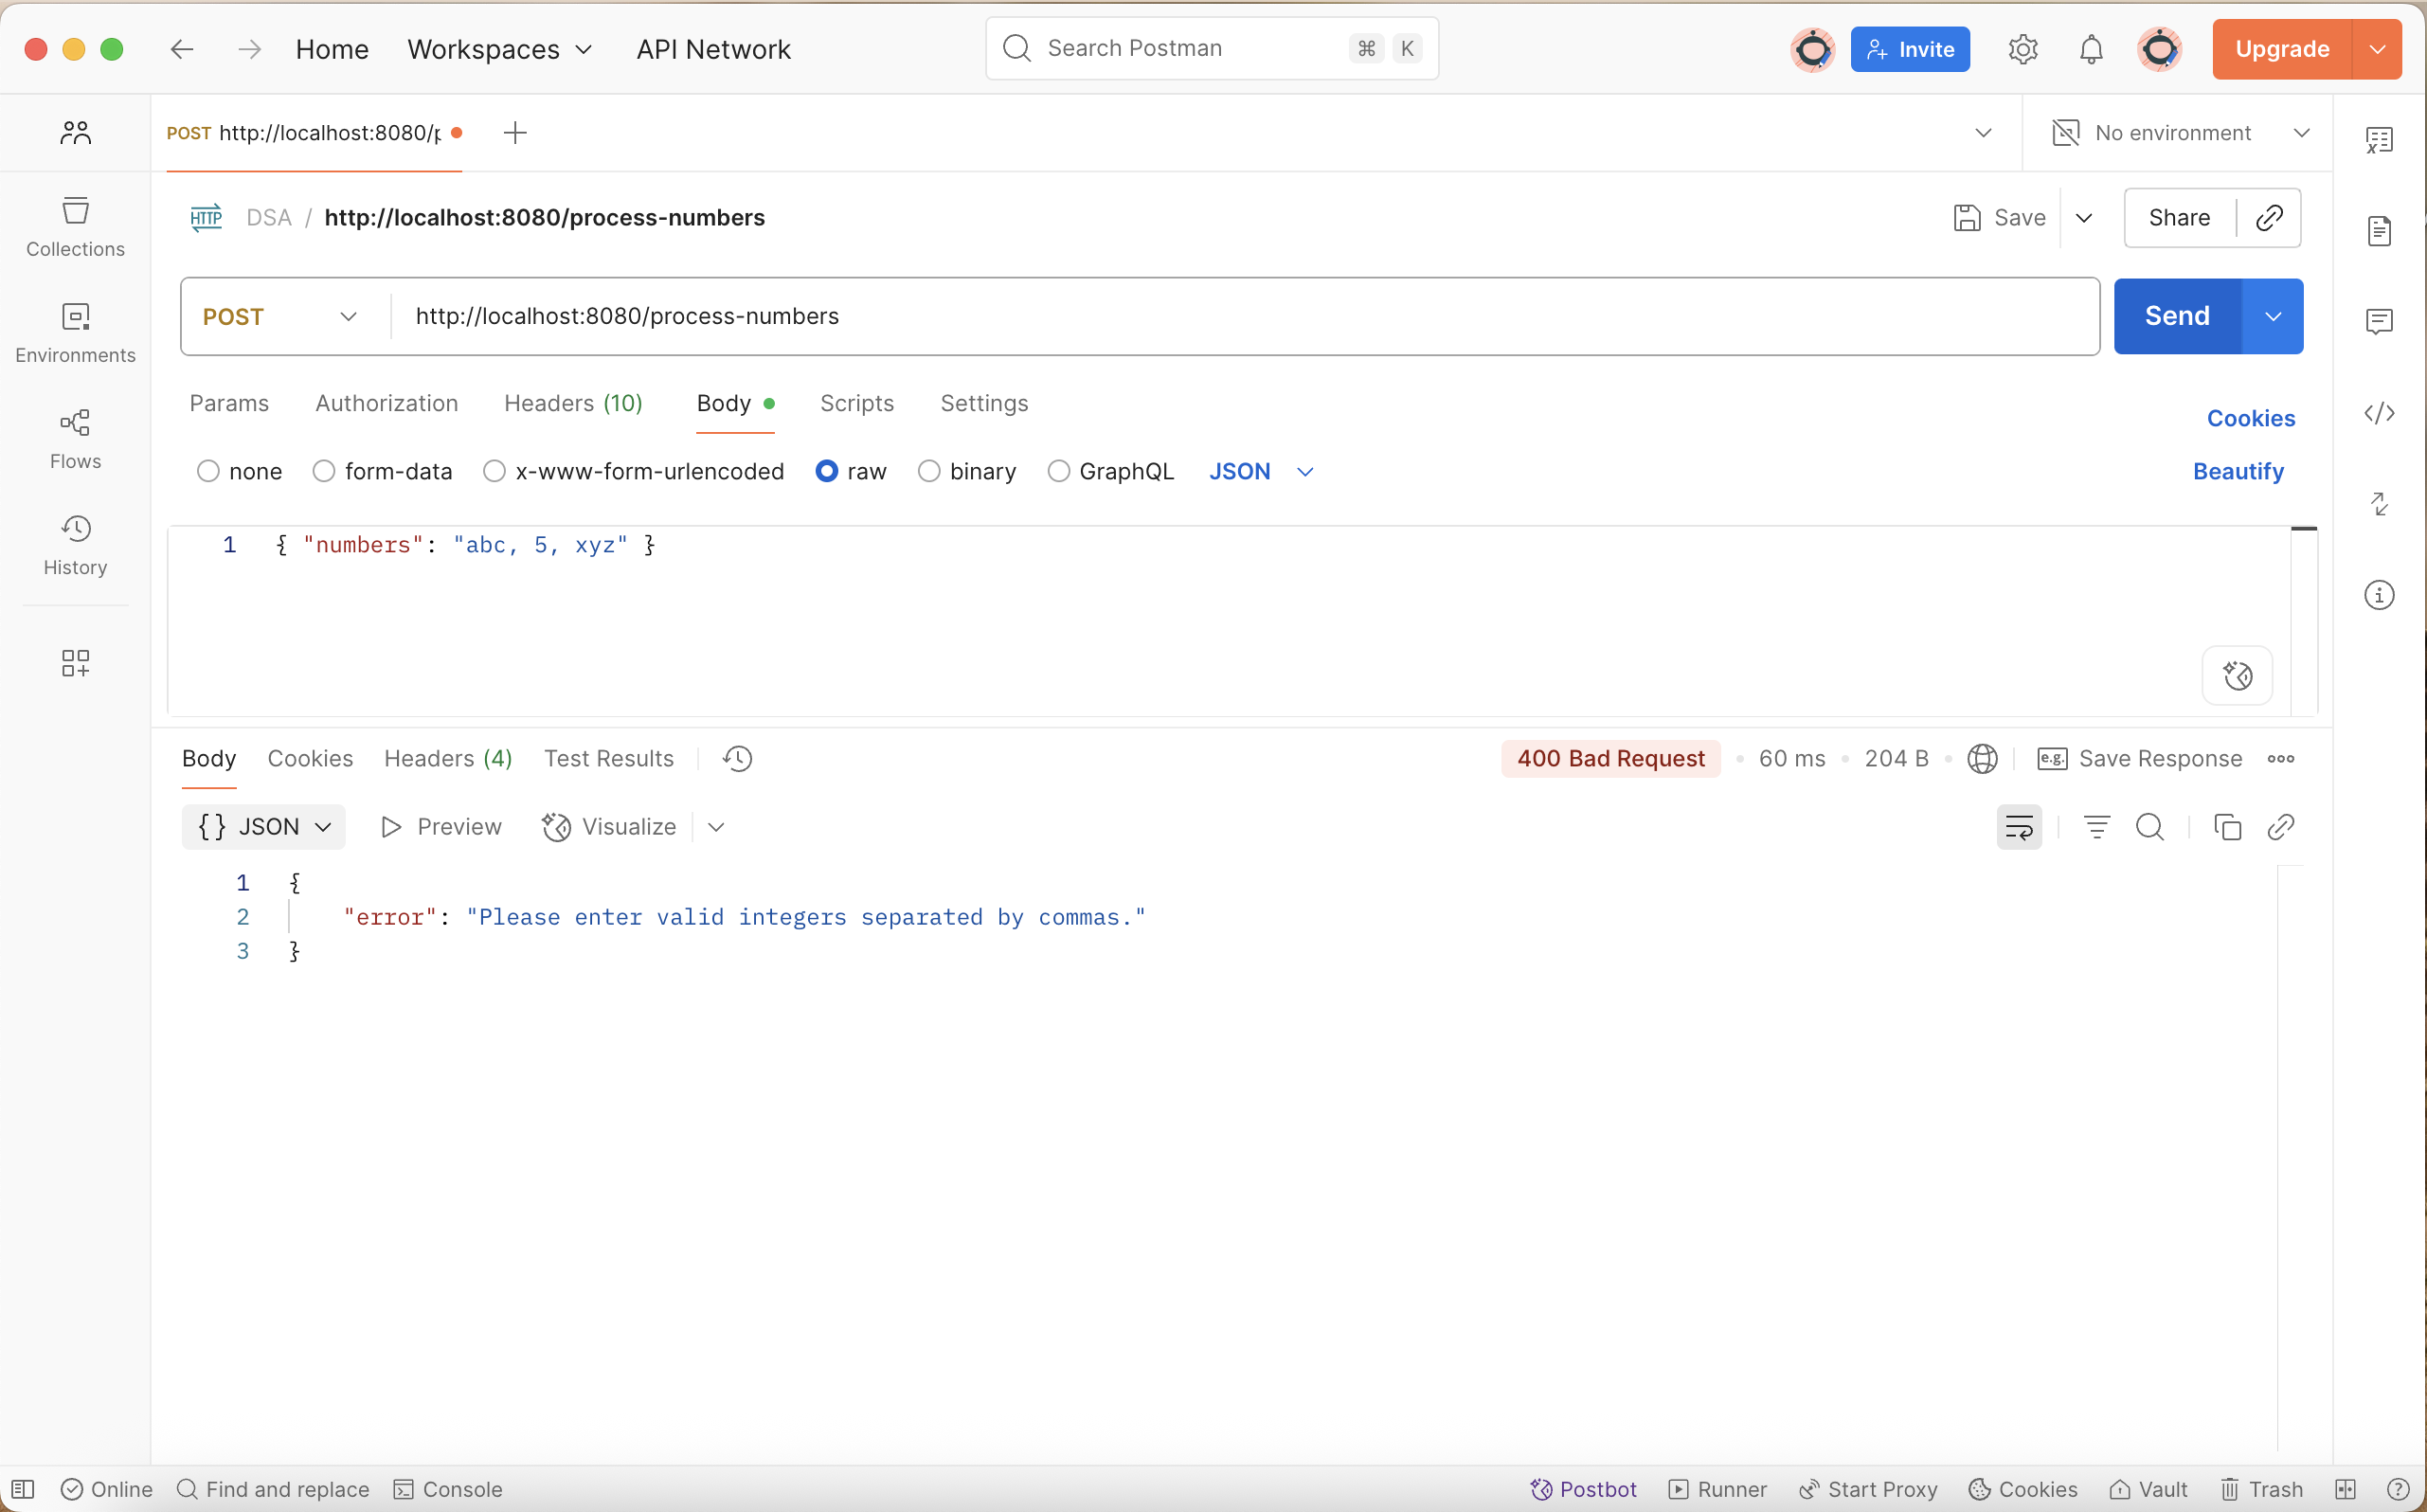 Home Workspaces API Network Search Postman ⌘ K Invite Upgrade
POST http://localhost:8080/p No environment
HTTP DSA / http://localhost:8080/process-numbers Save Share
Collections
Environments
Flows
History
POST http://localhost:8080/process-numbers Send
Params Authorization Headers (10) Body Scripts Settings Cookies
none form-data x-www-form-urlencoded raw binary GraphQL JSON Beautify
1 { "numbers": "abc, 5, xyz" }
Body Cookies Headers (4) Test Results 400 Bad Request • 60 ms • 204 B • e.g. Save Response
{} JSON Preview Visualize
1 {
2 "error": "Please enter valid integers separated by commas."
3 }
Online Find and replace Console Postbot Runner Start Proxy Cookies Vault Trash